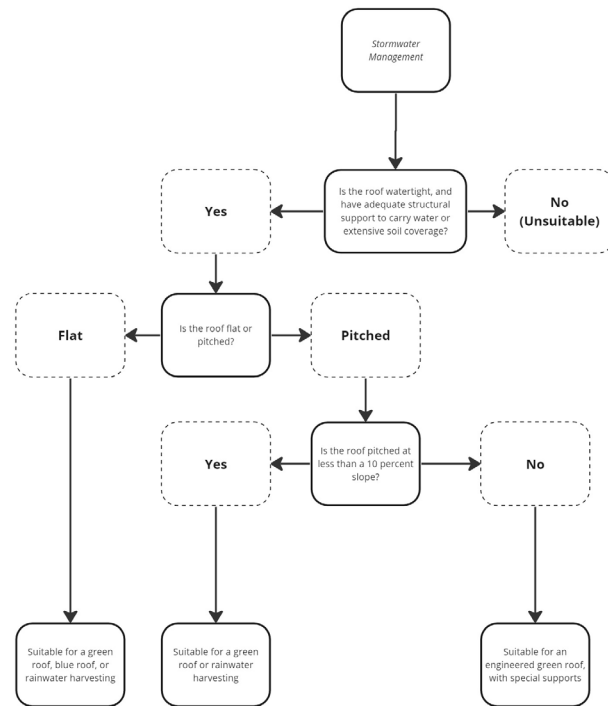 Stormwater
Management
Is the roof watertight, and
have adequate structural
support to carry water or
extensive soil coverage?
Yes
No
(Unsuitable)
Flat
Is the roof flat or
pitched?
Pitched
Yes
Is the roof pitched at
less than a 10 percent
slope?
No
Suitable for a green
roof, blue roof, or
rainwater harvesting
Suitable for a green
roof or rainwater
harvesting
Suitable for an
engineered green roof,
with special supports